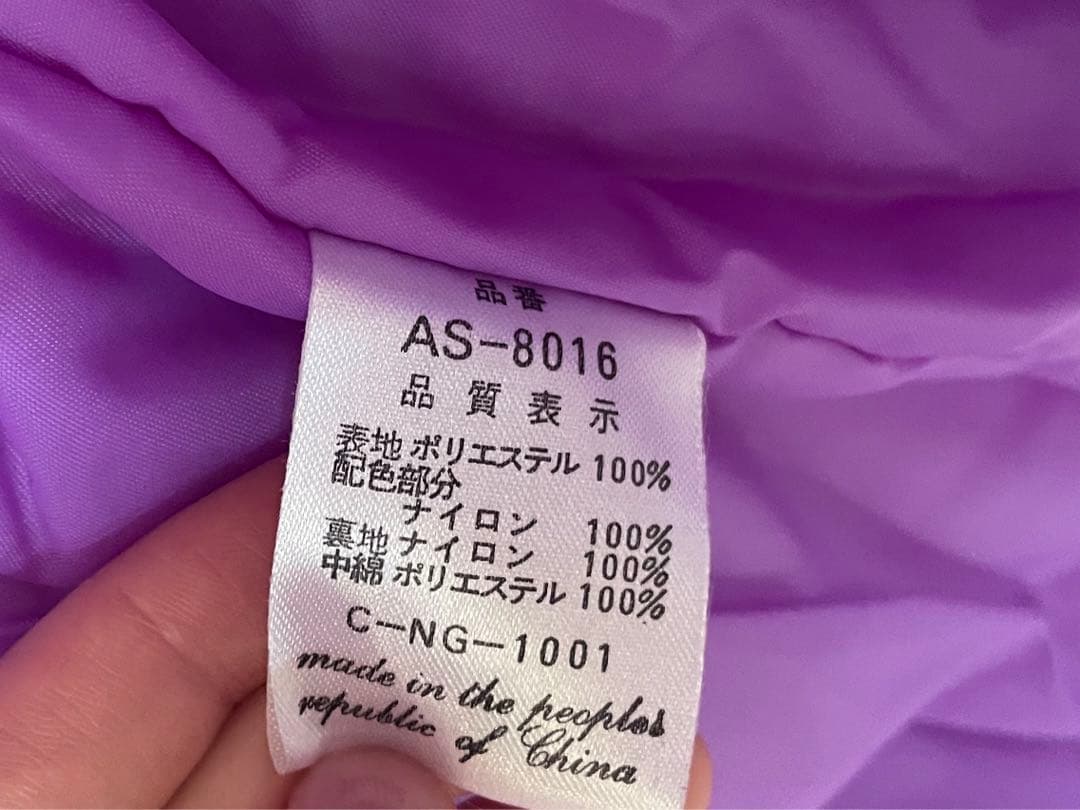 品番
AS-8016
品質表示
表地 ポリエステル 100%
配色部分
ナイロン 100%
裏地 ナイロン 100%
中綿 ポリエステル 100%
C-NG-1001
made in the peoples
republic of China